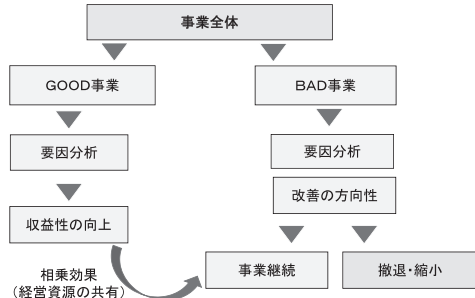 事業全体
GOOD事業
BAD事業
要因分析
要因分析
改善の方向性
収益性の向上
相乗効果
（経営資源の共有）
事業継続
撤退・縮小